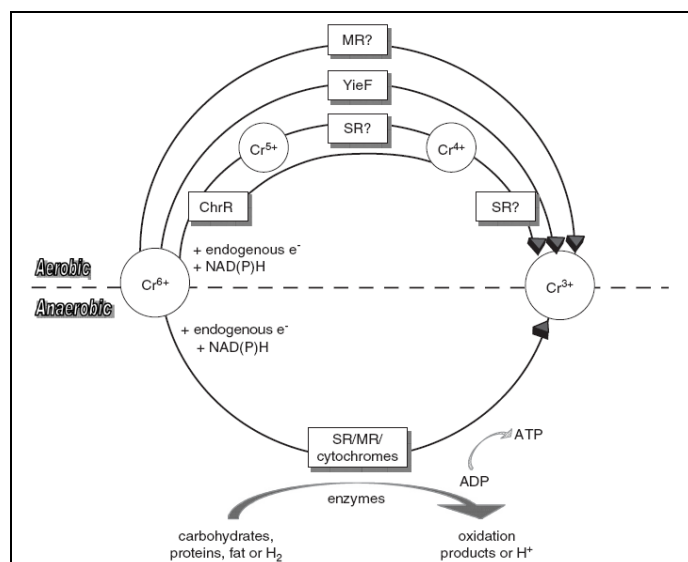 MR?
YieF
SR?
Cr5+
Cr4+
ChrR
SR?
+ endogenous e-
+ NAD(P)H
Aerobic
Cr6+
Cr3+
Anaerobic
+ endogenous e-
+ NAD(P)H
SR/MR/
cytochromes
ATP
ADP
enzymes
carbohydrates,
proteins, fat or H2
oxidation
products or H+